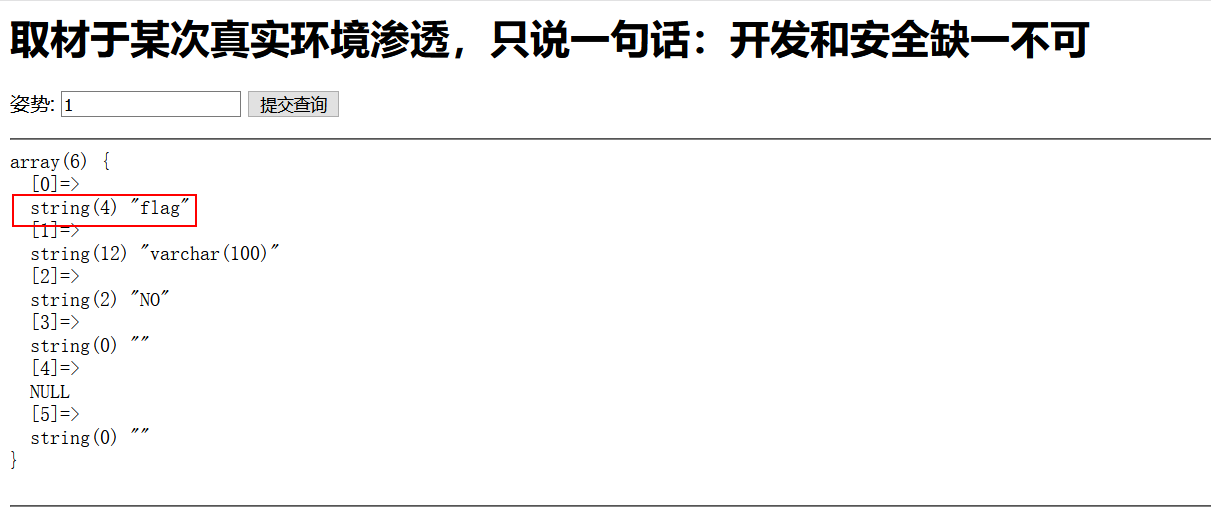 取材于某次真实环境渗透，只说一句话：开发和安全缺一不可
姿势: 1 提交查询
array(6) {
  [0]=>
  string(4) "flag"
  [1]=>
  string(12) "varchar(100)"
  [2]=>
  string(2) "NO"
  [3]=>
  string(0) ""
  [4]=>
  NULL
  [5]=>
  string(0) ""
}